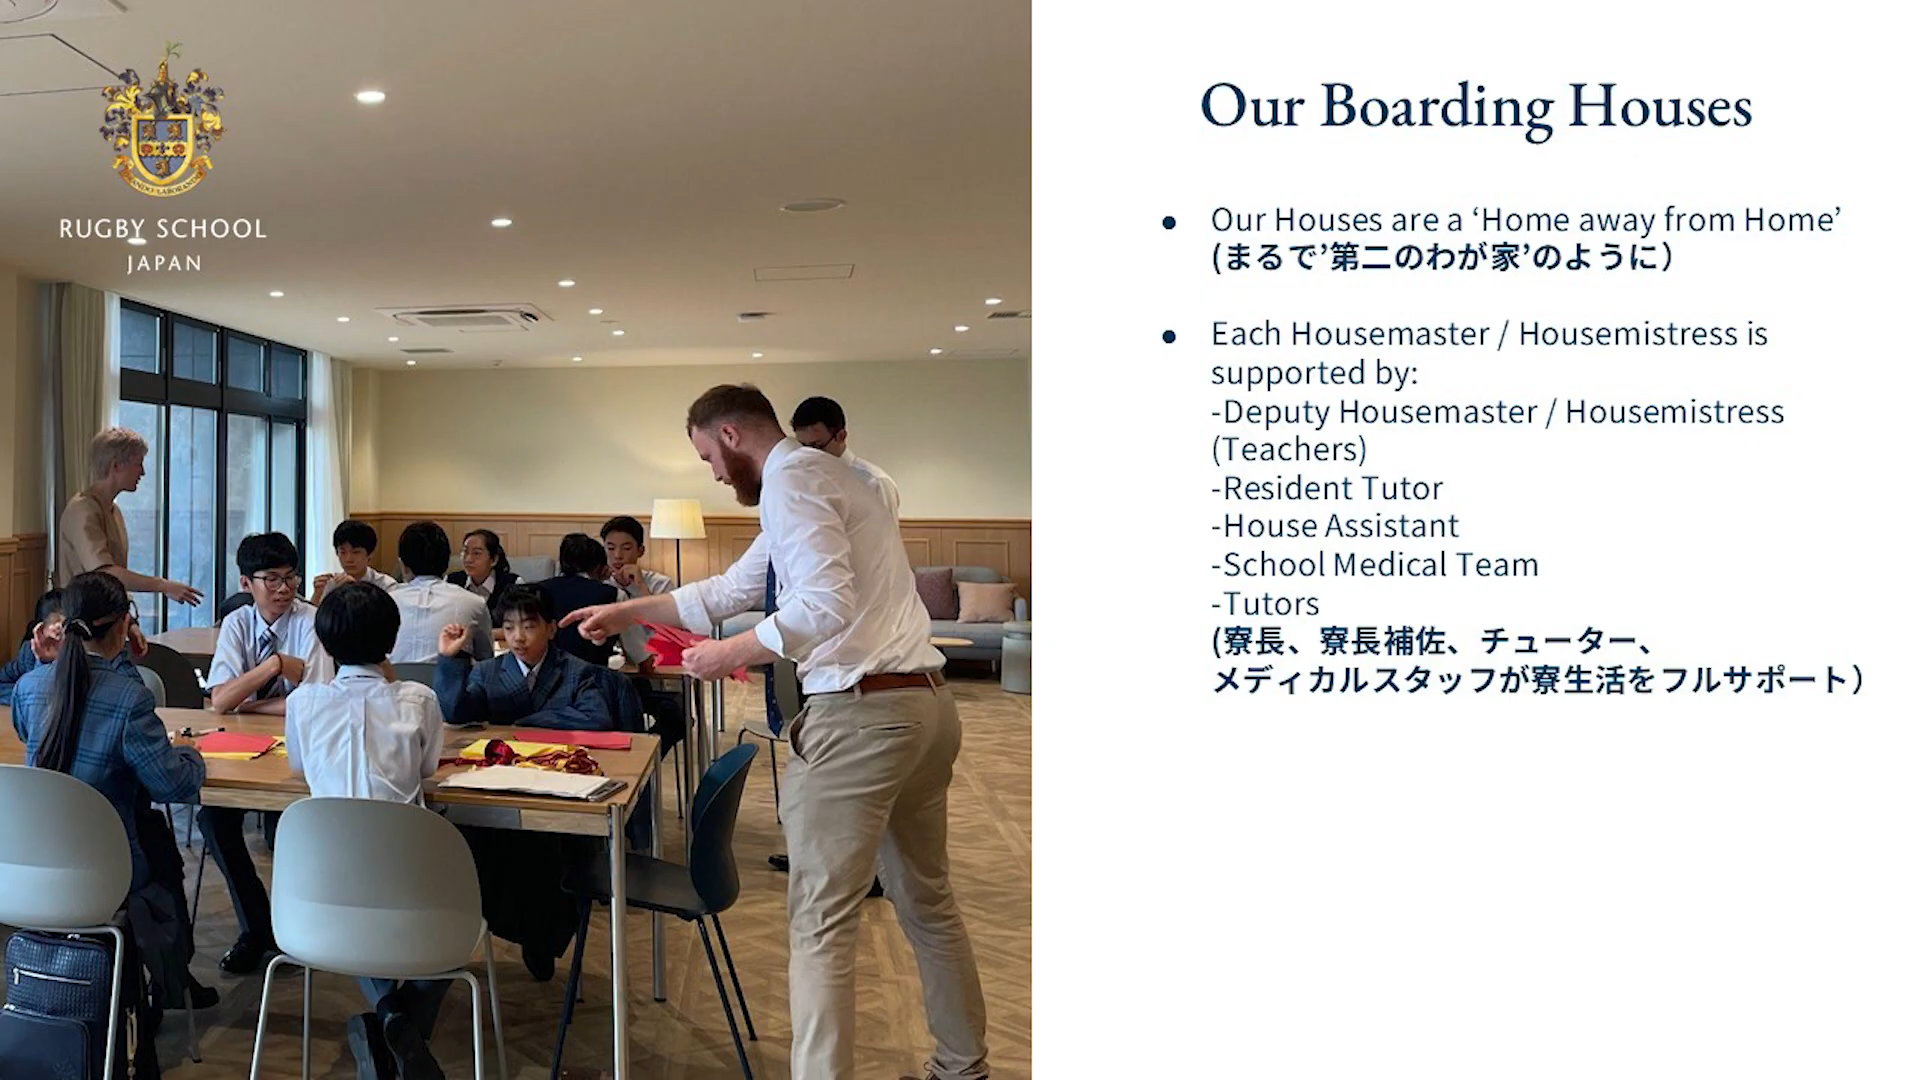 RUGBY SCHOOL
JAPAN
Our Boarding Houses
● Our Houses are a ‘Home away from Home’
(まるで’第二のわが家’のように）
● Each Housemaster / Housemistress is
supported by:
-Deputy Housemaster / Housemistress
(Teachers)
-Resident Tutor
-House Assistant
-School Medical Team
-Tutors
(寮長、寮長補佐、チューター、
メディカルスタッフが寮生活をフルサポート）